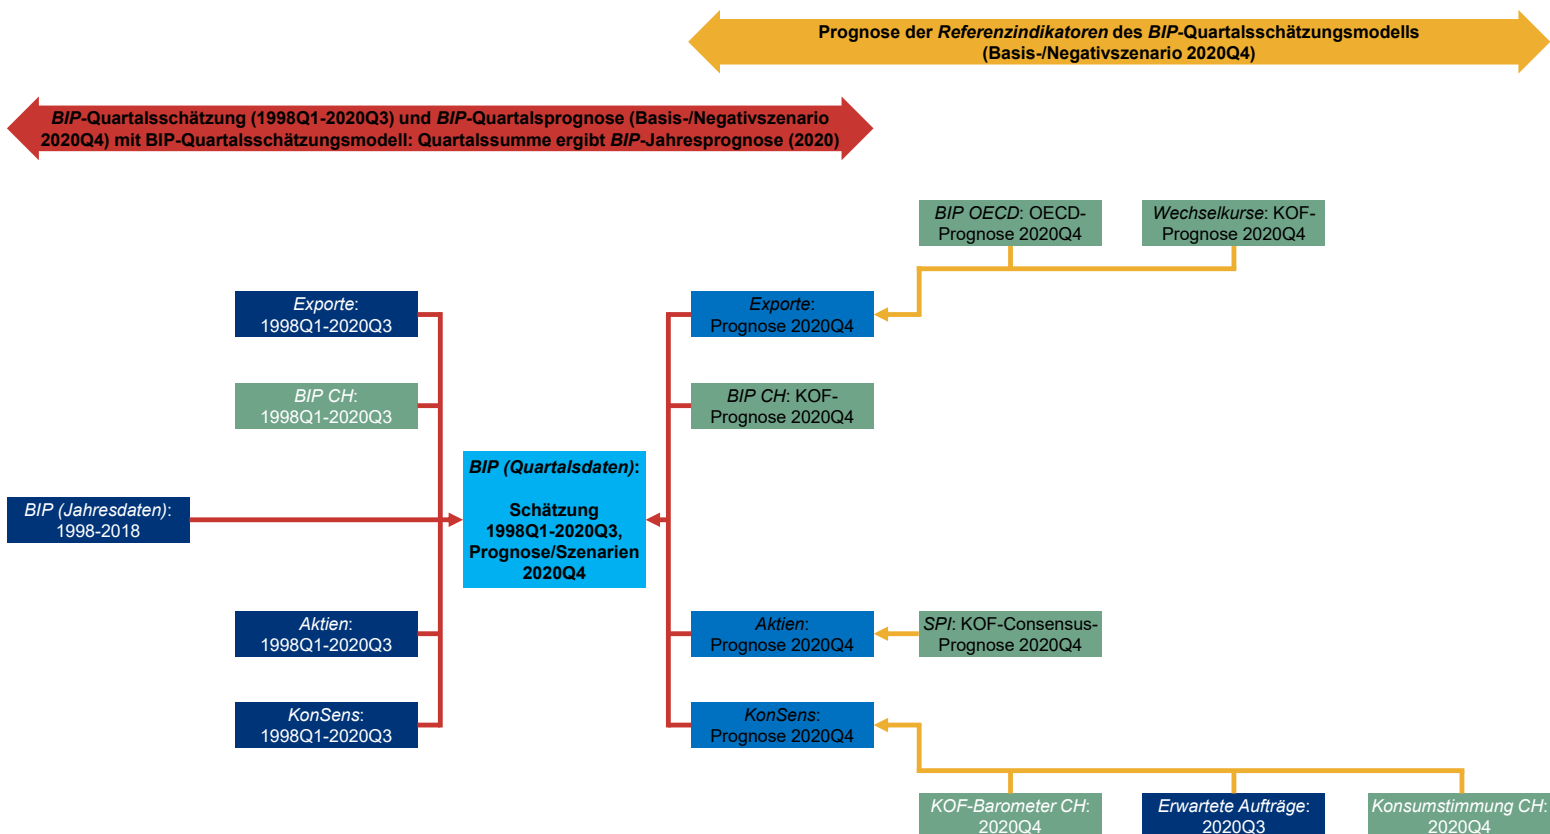 Prognose der Referenzindikatoren des BIP-Quartalsschätzungsmodells
(Basis-/Negativszenario 2020Q4)
BIP-Quartalsschätzung (1998Q1-2020Q3) und BIP-Quartalsprognose (Basis-/Negativszenario
2020Q4) mit BIP-Quartalsschätzungsmodell: Quartalssumme ergibt BIP-Jahresprognose (2020)
BIP OECD: OECD-
Prognose 2020Q4
Wechselkurse: KOF-
Prognose 2020Q4
Exporte:
1998Q1-2020Q3
Exporte:
Prognose 2020Q4
BIP CH:
1998Q1-2020Q3
BIP CH: KOF-
Prognose 2020Q4
BIP (Jahresdaten):
1998-2018
BIP (Quartalsdaten):
Schätzung
1998Q1-2020Q3,
Prognose/Szenarien
2020Q4
Aktien:
1998Q1-2020Q3
Aktien:
Prognose 2020Q4
SPI: KOF-Consensus-
Prognose 2020Q4
KonSens:
1998Q1-2020Q3
KonSens:
Prognose 2020Q4
KOF-Barometer CH:
2020Q4
Erwartete Aufträge:
2020Q3
Konsumstimmung CH:
2020Q4